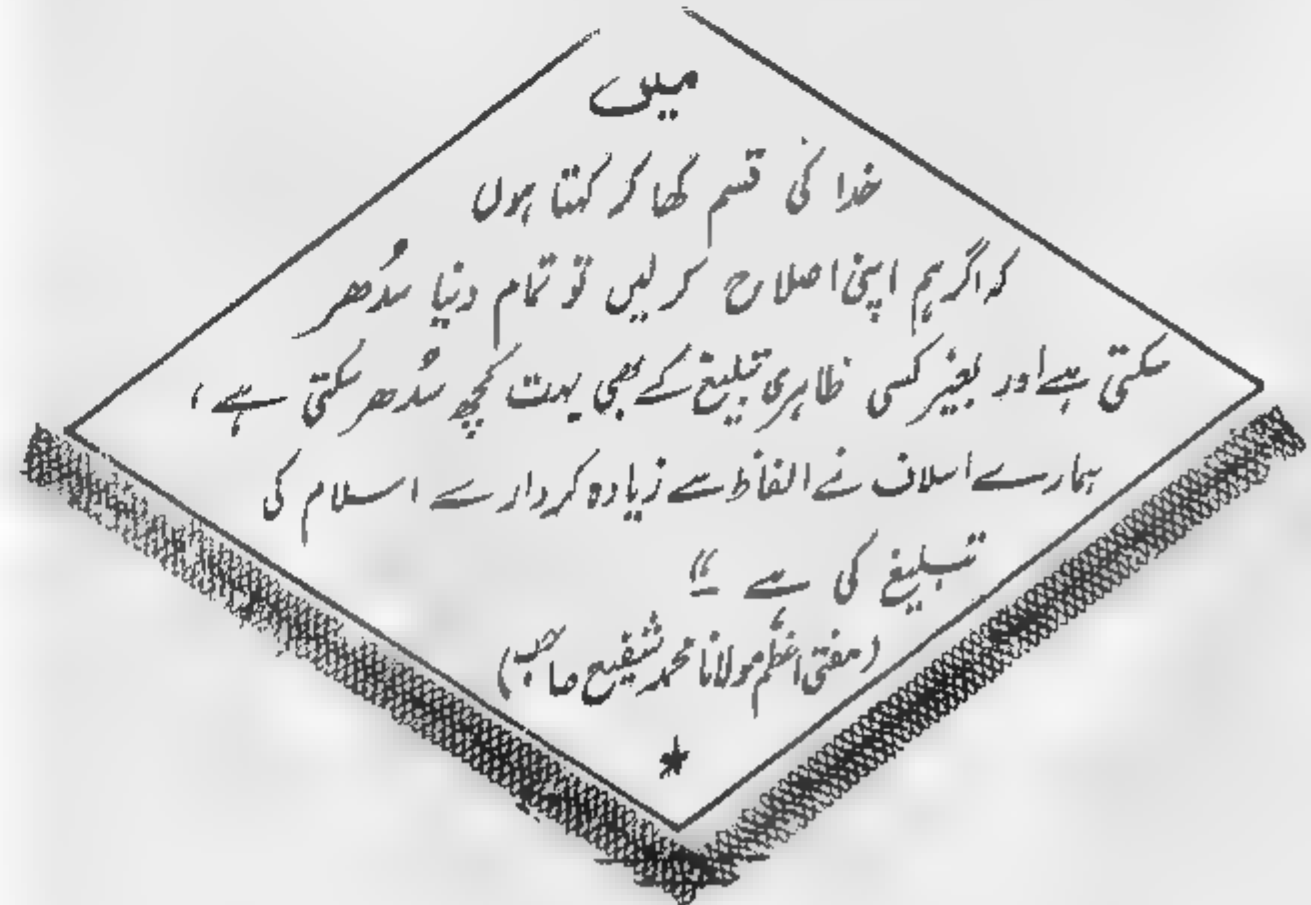 میں
خدا کی قسم کھا کر کہتا ہوں
کہ اگر ہم اپنی اصلاح کر لیں تو تمام دنیا سُدھر
سکتی ہے اور بغیر کسی ظاہری تبلیغ کے بھی بہت کچھ سُدھر سکتی ہے ،
ہمارے اسلاف نے الفاظ سے زیادہ کردار سے اسلام کی
تبلیغ کی ہے ۔“
(مفتی اعظم مولانا محمد شفیع صاحب)
*